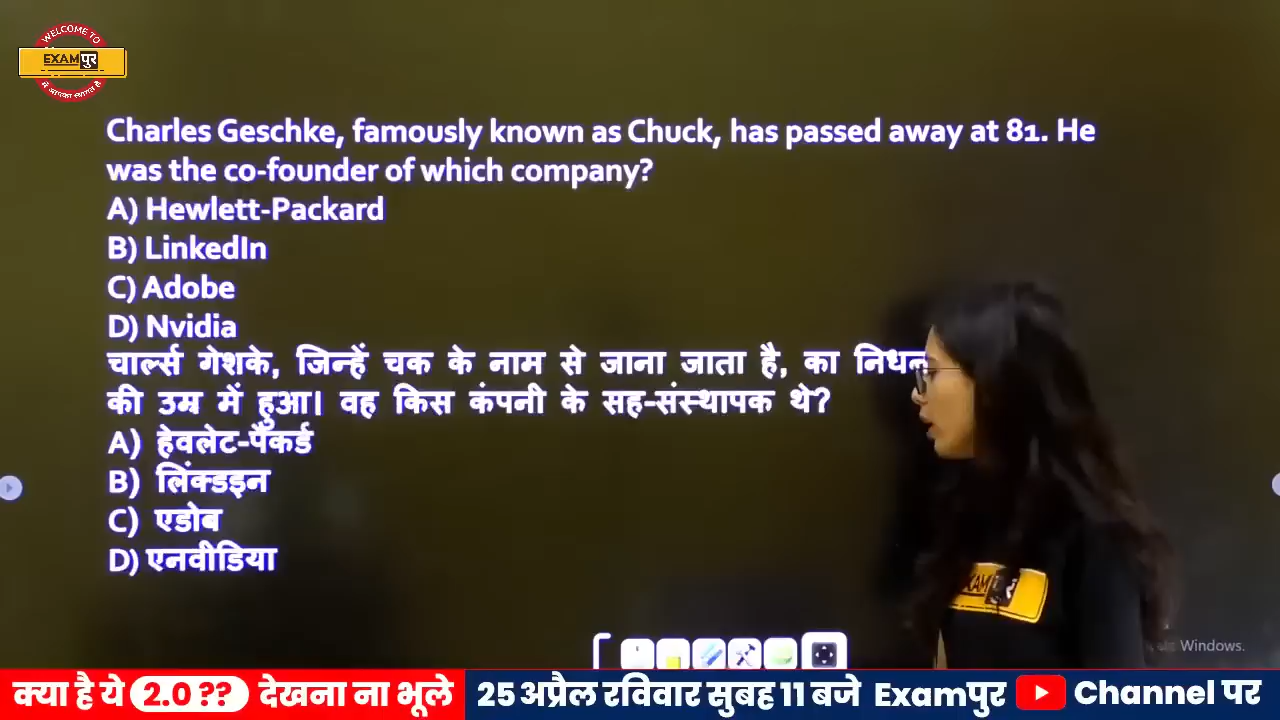 WELCOME TO
EXAMपुर
में आपका स्वागत है
Charles Geschke, famously known as Chuck, has passed away at 81. He
was the co-founder of which company?
A) Hewlett-Packard
B) LinkedIn
C) Adobe
D) Nvidia
चार्ल्स गेशके, जिन्हें चक के नाम से जाना जाता है, का निधन
की उम्र में हुआ। वह किस कंपनी के सह-संस्थापक थे?
A) हेवलेट-पैकर्ड
B) लिंक्डइन
C) एडोब
D) एनवीडिया
Windows.
क्या है ये 2.0 ?? देखना ना भूले 25 अप्रैल रविवार सुबह 11 बजे Examपुर Channel पर